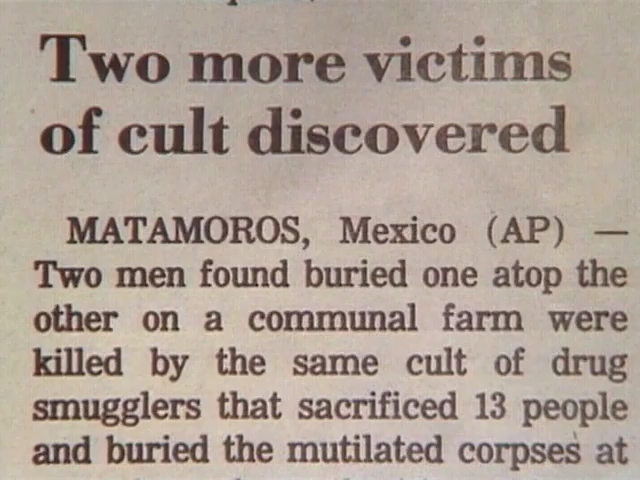 Two more victims
of cult discovered
MATAMOROS, Mexico (AP) —
Two men found buried one atop the
other on a communal farm were
killed by the same cult of drug
smugglers that sacrificed 13 people
and buried the mutilated corpses at